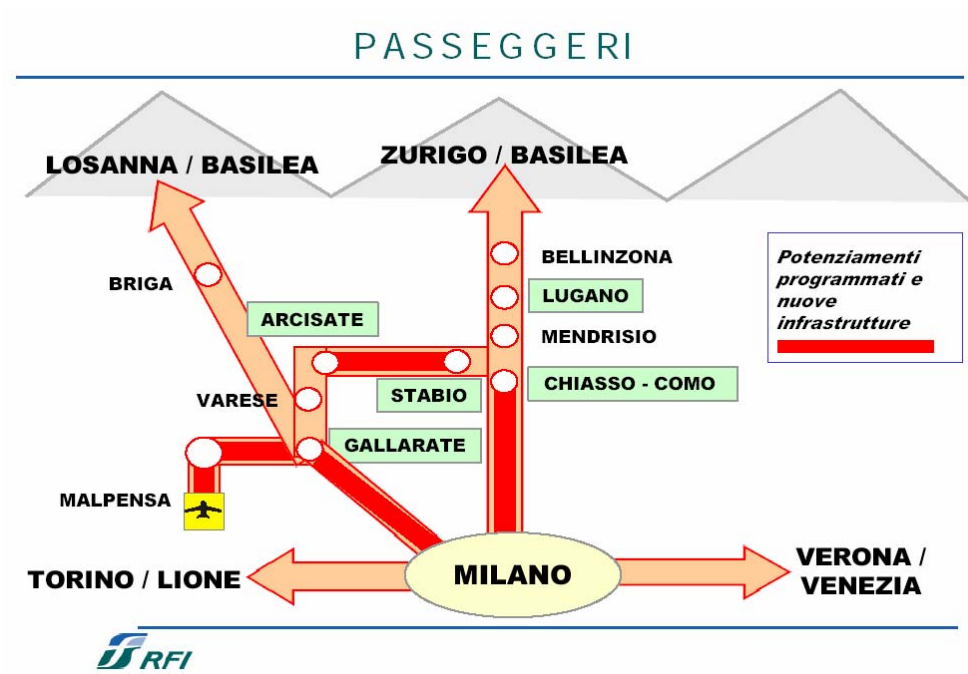 PASSEGGERI
LOSANNA / BASILEA
ZURIGO / BASILEA
BRIGA
BELLINZONA
LUGANO
MENDRISIO
ARCISATE
VARESE
STABIO
CHIASSO - COMO
GALLARATE
MALPENSA
Potenziamenti
programmati e
nuove
infrastrutture
TORINO / LIONE
MILANO
VERONA /
VENEZIA
RFI